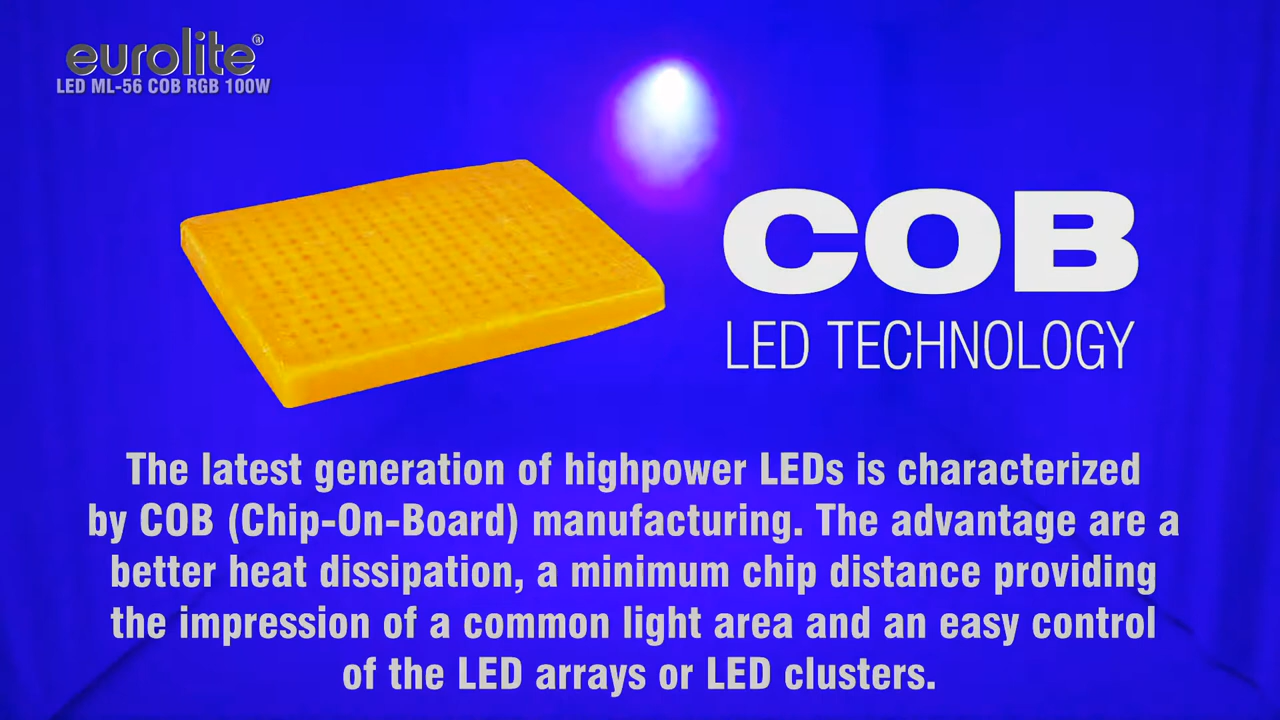 eurolite®
LED ML-56 COB RGB 100W
COB
LED TECHNOLOGY
The latest generation of highpower LEDs is characterized
by COB (Chip-On-Board) manufacturing. The advantage are a
better heat dissipation, a minimum chip distance providing
the impression of a common light area and an easy control
of the LED arrays or LED clusters.